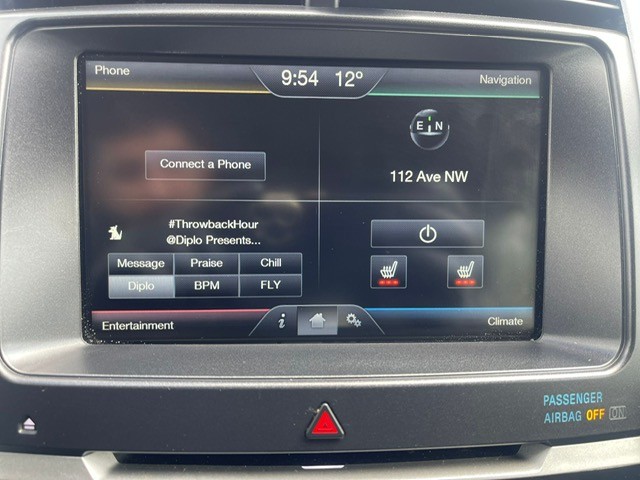 Phone
9:54 12°
Navigation
E N
Connect a Phone
112 Ave NW
#ThrowbackHour
@Diplo Presents...
Message Praise Chill
Diplo BPM FLY
Entertainment
i
Climate
PASSENGER
AIRBAG OFF ON